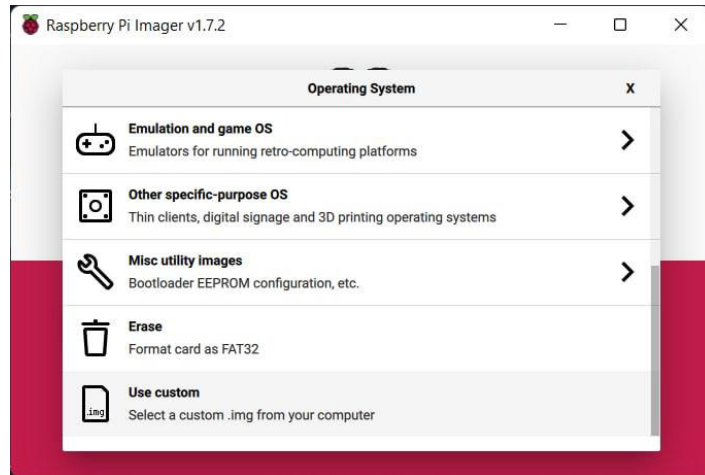 Raspberry Pi Imager v1.7.2
Operating System
X
Emulation and game OS
Emulators for running retro-computing platforms
Other specific-purpose OS
Thin clients, digital signage and 3D printing operating systems
Misc utility images
Bootloader EEPROM configuration, etc.
Erase
Format card as FAT32
.img
Use custom
Select a custom .img from your computer